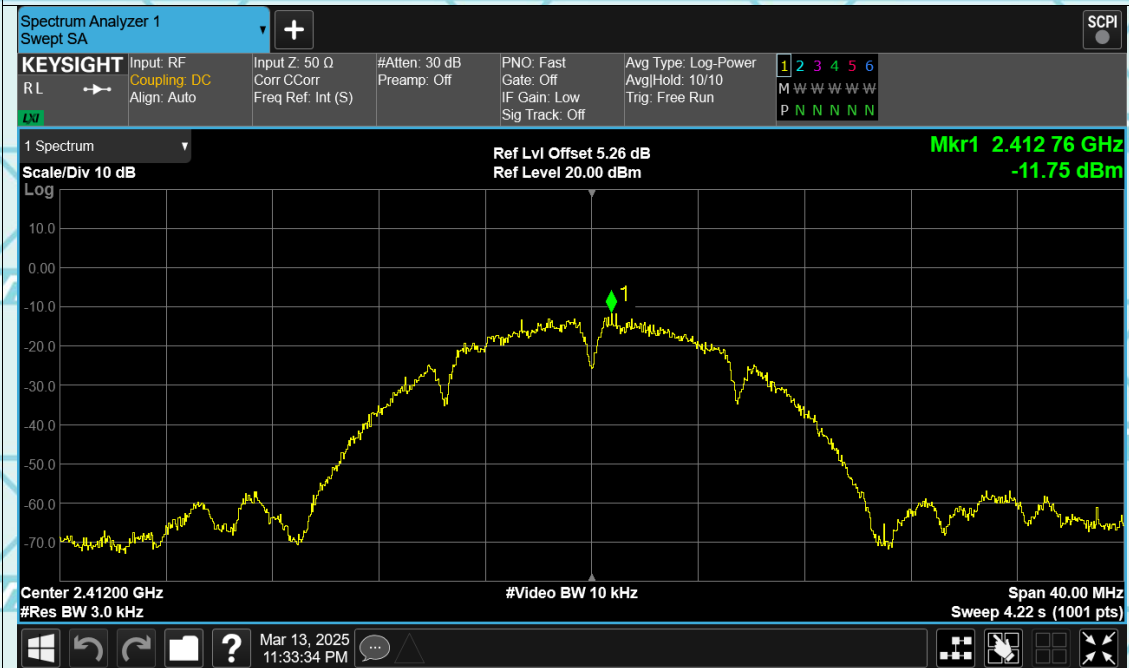 Spectrum Analyzer 1
Swept SA
+
SCPI
KEYSIGHT
RL
LXI
Input: RF
Coupling: DC
Align: Auto
Input Z: 50 Ω
Corr CCorr
Freq Ref: Int (S)
#Atten: 30 dB
Preamp: Off
PNO: Fast
Gate: Off
IF Gain: Low
Sig Track: Off
Avg Type: Log-Power
Avg|Hold: 10/10
Trig: Free Run
1 2 3 4 5 6
M W W W W W
P N N N N N
1 Spectrum
Scale/Div 10 dB
Log
Ref Lvl Offset 5.26 dB
Ref Level 20.00 dBm
Mkr1 2.412 76 GHz
-11.75 dBm
10.0
0.00
-10.0
-20.0
-30.0
-40.0
-50.0
-60.0
-70.0
1
Center 2.41200 GHz
#Res BW 3.0 kHz
#Video BW 10 kHz
Span 40.00 MHz
Sweep 4.22 s (1001 pts)
?
Mar 13, 2025
11:33:34 PM